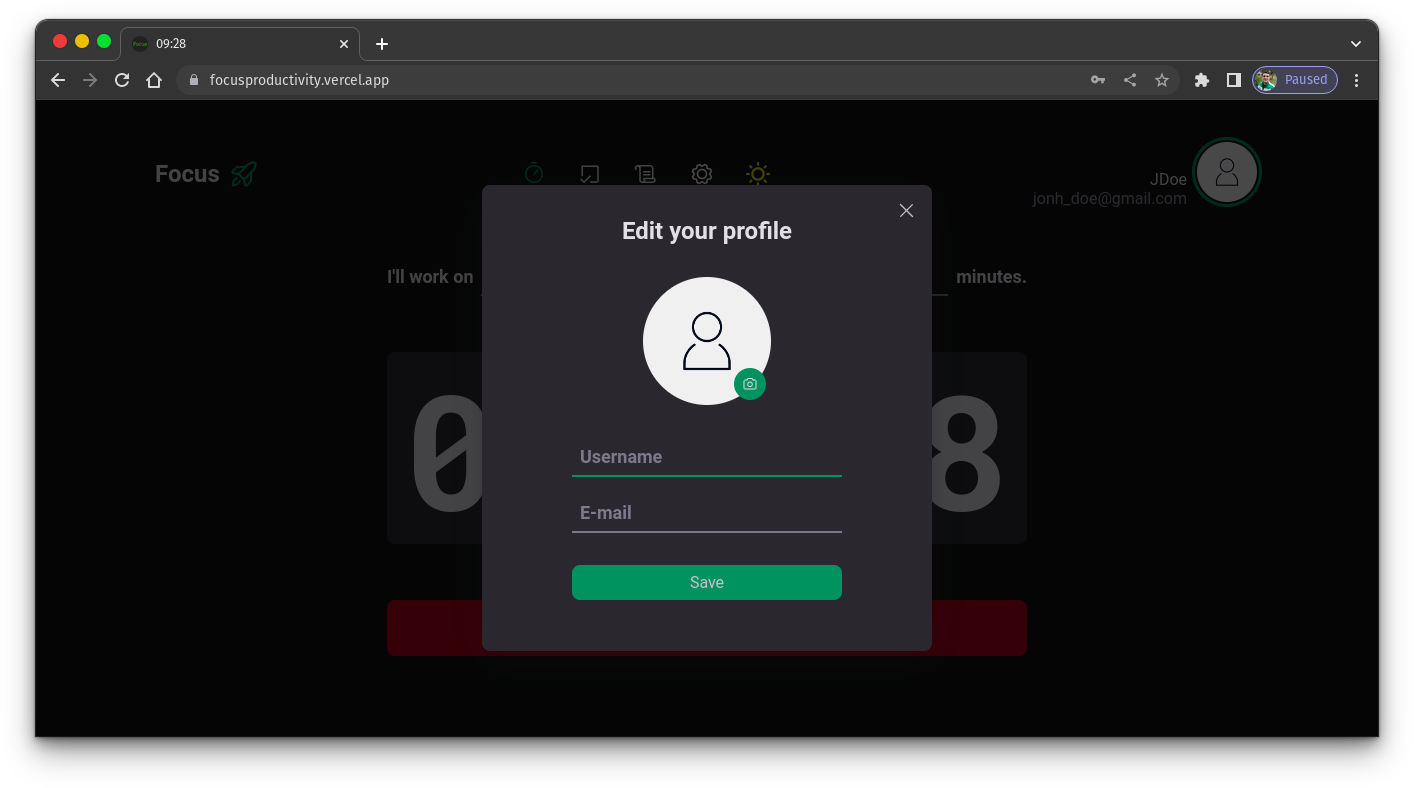 09:28
focusproductivity.vercel.app
Paused
Focus
JDoe
jonh_doe@gmail.com
Edit your profile
I'll work on
minutes.
0
8
Username
E-mail
Save